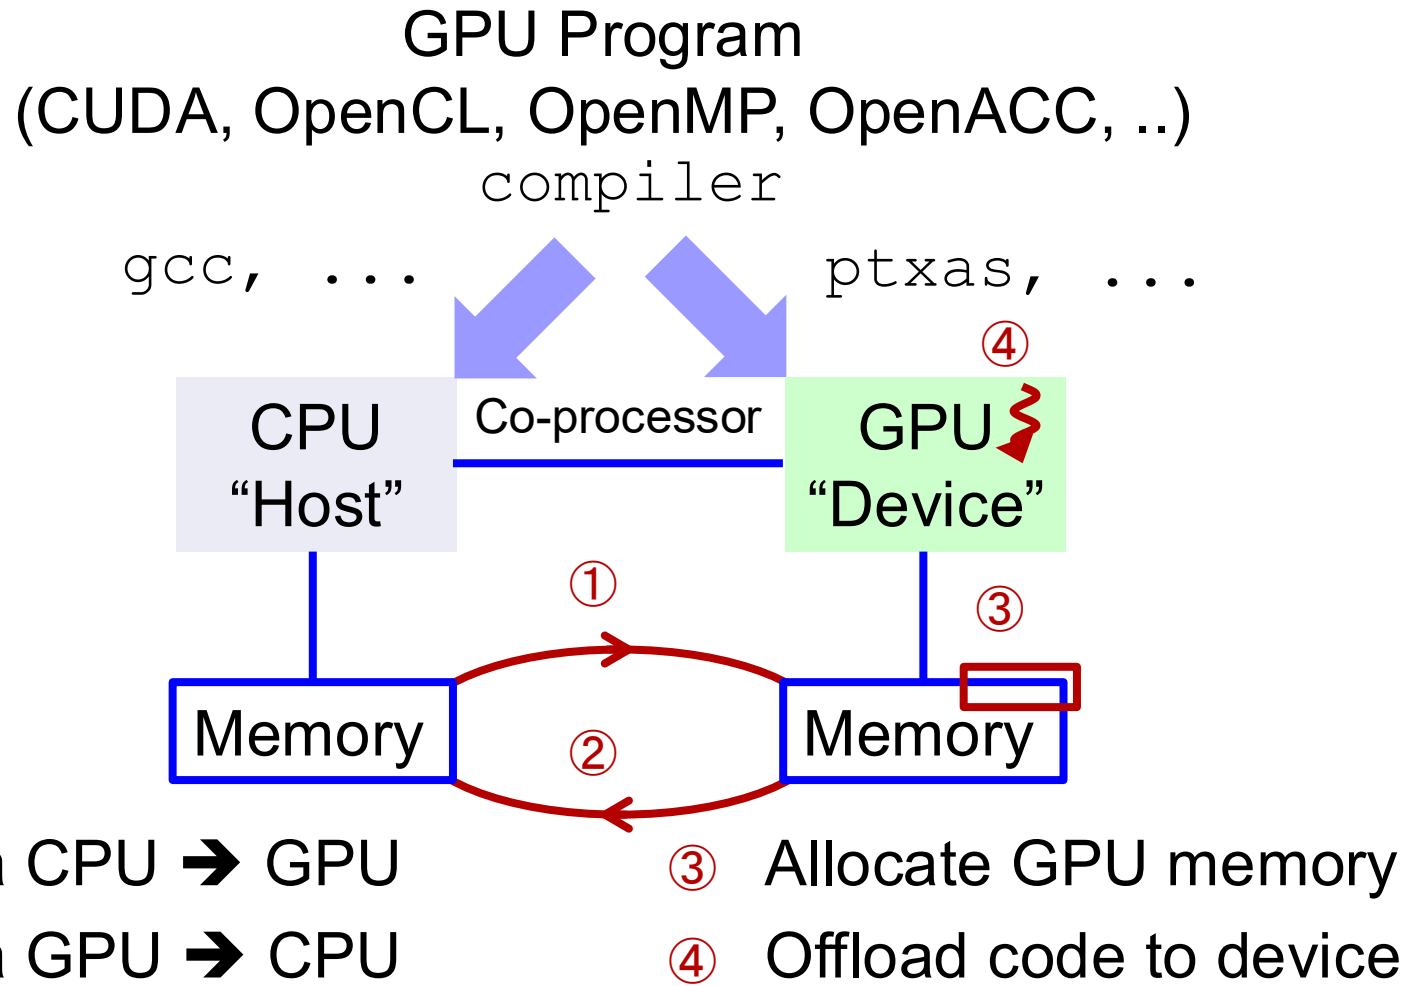 GPU Program
(CUDA, OpenCL, OpenMP, OpenACC, ..)
compiler
gcc, ...
ptxas, ...
④
CPU
“Host”
Co-processor
GPU
“Device”
①
③
Memory
②
Memory
a CPU ➔ GPU
③ Allocate GPU memory
a GPU ➔ CPU
④ Offload code to device